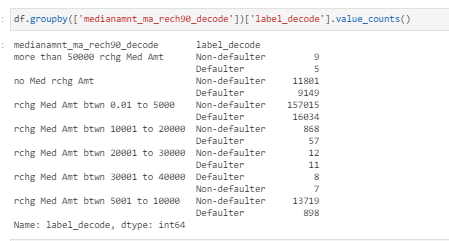 df.groupby(['medianamnt_ma_rech90_decode'])['label_decode'].value_counts()
medianamnt_ma_rech90_decode label_decode
more than 50000 rchg Med Amt Non-defaulter 9
Defaulter 5
no Med rchg Amt Non-defaulter 11801
Defaulter 9149
rchg Med Amt btwn 0.01 to 5000 Non-defaulter 157015
Defaulter 16034
rchg Med Amt btwn 10001 to 20000 Non-defaulter 868
Defaulter 57
rchg Med Amt btwn 20001 to 30000 Non-defaulter 12
Defaulter 11
rchg Med Amt btwn 30001 to 40000 Defaulter 8
Non-defaulter 7
rchg Med Amt btwn 5001 to 10000 Non-defaulter 13719
Defaulter 898
Name: label_decode, dtype: int64